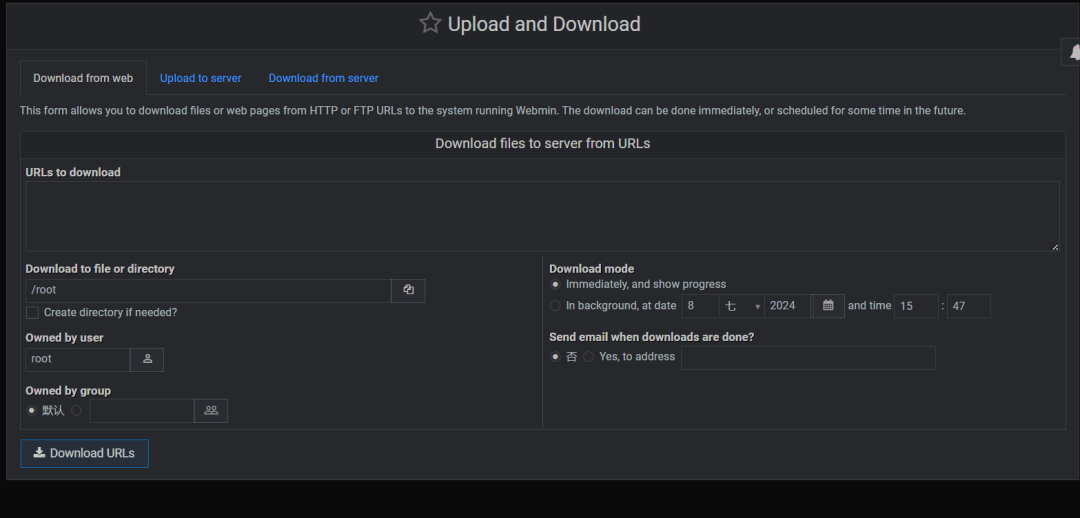 Upload and Download
Download from web Upload to server Download from server
This form allows you to download files or web pages from HTTP or FTP URLs to the system running Webmin. The download can be done immediately, or scheduled for some time in the future.
Download files to server from URLs
URLs to download
Download to file or directory
/root
Create directory if needed?
Owned by user
root
Owned by group
默认
Download mode
Immediately, and show progress
In background, at date 8 七 2024 and time 15 : 47
Send email when downloads are done?
否 Yes, to address
Download URLs